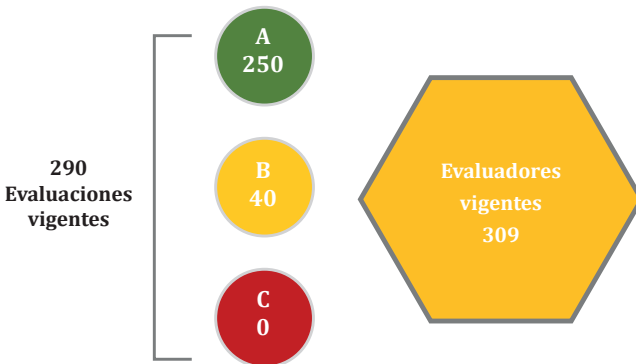 290
Evaluaciones
vigentes
A
250
B
40
C
0
Evaluadores
vigentes
309